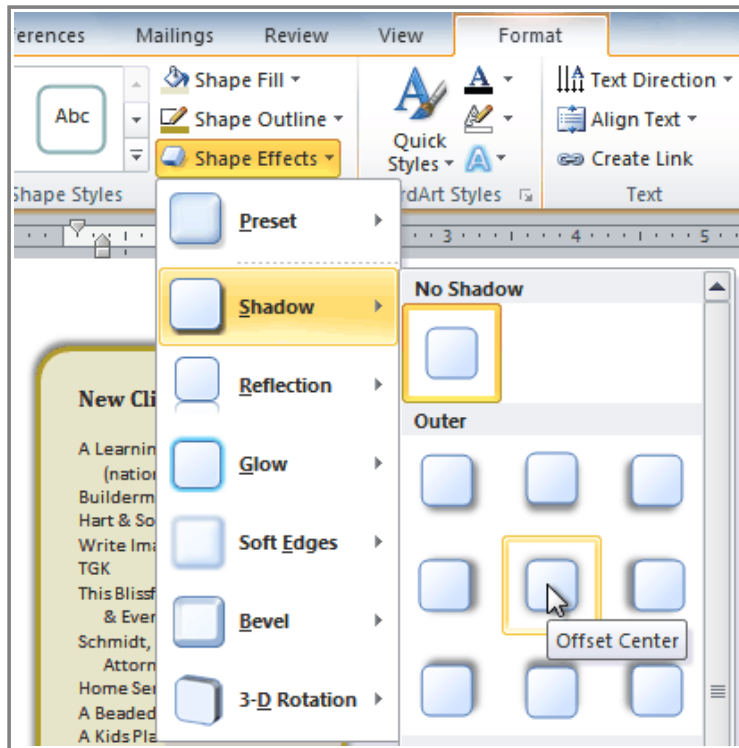 erences Mailings Review View Format
Abc
Shape Fill
Shape Outline
Shape Effects
Quick
Styles
Text Direction
Align Text
Create Link
Shape Styles
rdArt Styles
Text
3 4 5
Preset
Shadow
Reflection
Glow
Soft Edges
Bevel
3-D Rotation
No Shadow
Outer
Offset Center
New Cli
A Learnin
(nation
Builderm
Hart & So
Write Ima
TGK
This Blissf
& Ever
Schmidt,
Attorn
Home Ser
A Beaded
A Kids Pla